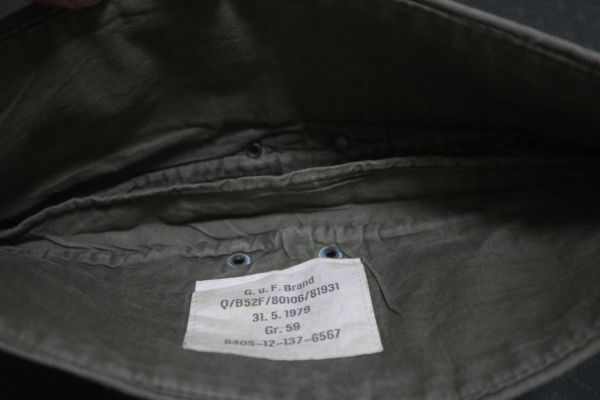 G. u. F. Brand
Q/B52F/80106/81931
31. 5. 1979
Gr. 59
8405-12-137-6567